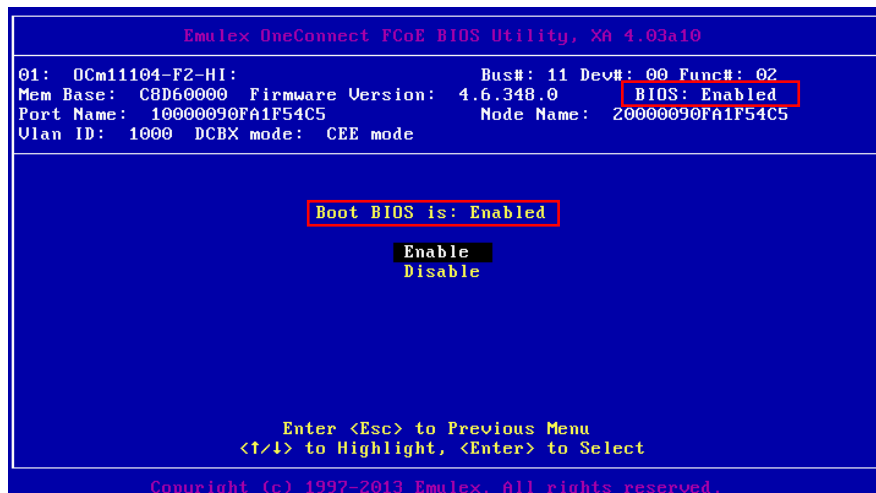 Emulex OneConnect FCoE BIOS Utility, XA 4.03a10
01: OCm11104-F2-HI: Bus#: 11 Dev#: 00 Func#: 02
Mem Base: C8D60000 Firmware Version: 4.6.348.0 BIOS: Enabled
Port Name: 10000090FA1F54C5 Node Name: 20000090FA1F54C5
Vlan ID: 1000 DCBX mode: CEE mode
Boot BIOS is: Enabled
Enable
Disable
Enter <Esc> to Previous Menu
<↑/↓> to Highlight, <Enter> to Select
Copyright (c) 1997-2013 Emulex. All rights reserved.